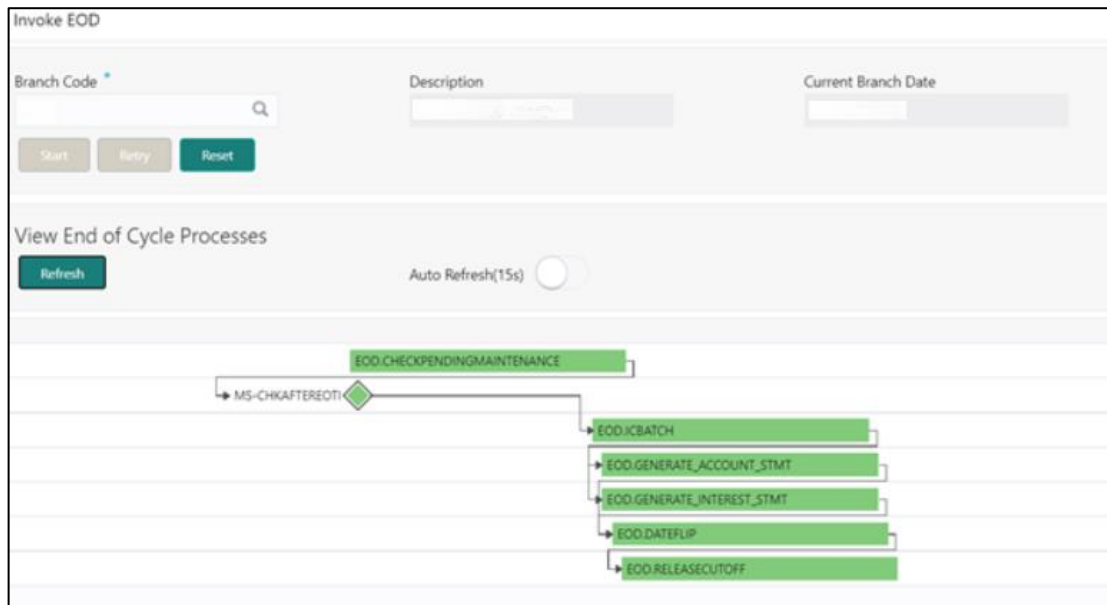 Invoke EOD
Branch Code * Description Current Branch Date
Start Retry Reset
View End of Cycle Processes
Refresh Auto Refresh(15s)
EOD.CHECKPENDINGMAINTENANCE
MS-CHKAFTEREOTI
EOD.ICBATCH
EOD.GENERATE_ACCOUNT_STMT
EOD.GENERATE_INTEREST_STMT
EOD.DATEFLIP
EOD.RELEASECUTOFF